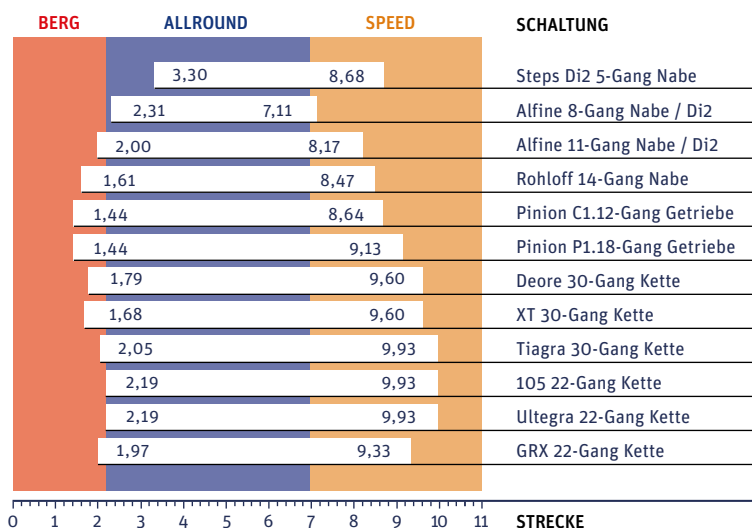 BERG ALLROUND SPEED SCHALTUNG
3,30 8,68 Steps Di2 5-Gang Nabe
2,31 7,11 Alfine 8-Gang Nabe / Di2
2,00 8,17 Alfine 11-Gang Nabe / Di2
1,61 8,47 Rohloff 14-Gang Nabe
1,44 8,64 Pinion C1.12-Gang Getriebe
1,44 9,13 Pinion P1.18-Gang Getriebe
1,79 9,60 Deore 30-Gang Kette
1,68 9,60 XT 30-Gang Kette
2,05 9,93 Tiagra 30-Gang Kette
2,19 9,93 105 22-Gang Kette
2,19 9,93 Ultegra 22-Gang Kette
1,97 9,33 GRX 22-Gang Kette
0 1 2 3 4 5 6 7 8 9 10 11 STRECKE